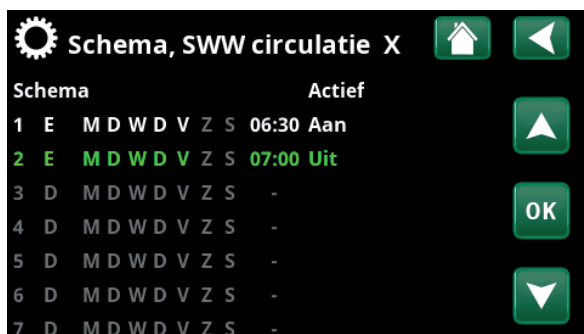 Schema, SWW circulatie X
Schema Actief
1 E M D W D V Z S 06:30 Aan
2 E M D W D V Z S 07:00 Uit
3 D M D W D V Z S -
4 D M D W D V Z S -
OK
5 D M D W D V Z S -
6 D M D W D V Z S -
7 D M D W D V Z S -